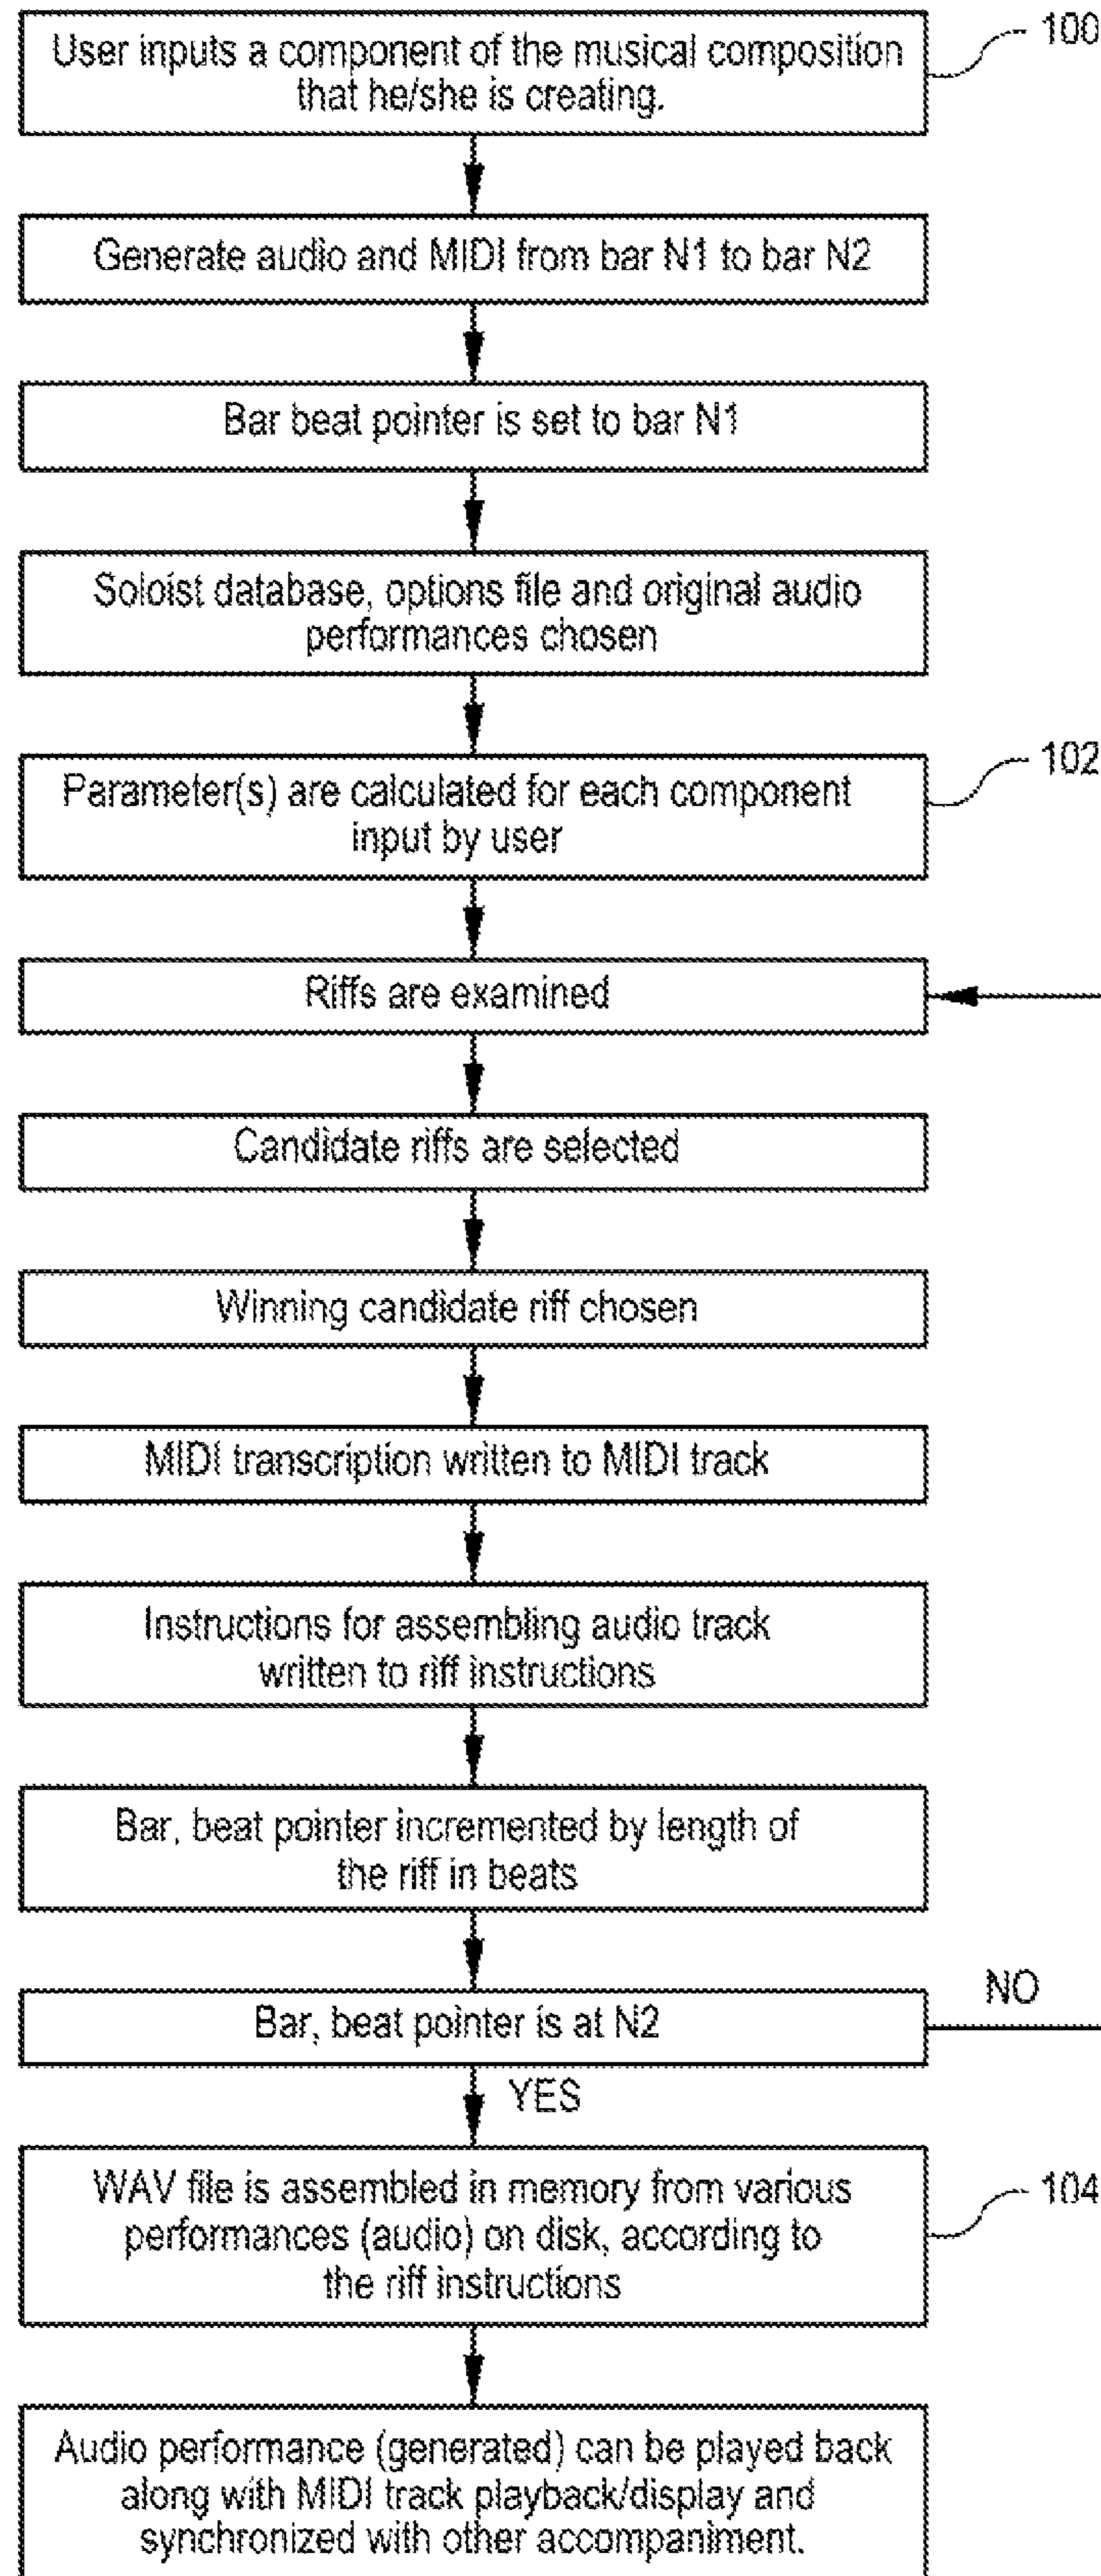 User inputs a component of the musical composition
that he/she is creating.
100
Generate audio and MIDI from bar N1 to bar N2
Bar beat pointer is set to bar N1
Soloist database, options file and original audio
performances chosen
Parameter(s) are calculated for each component
input by user
102
Riffs are examined
Candidate riffs are selected
Winning candidate riff chosen
MIDI transcription written to MIDI track
Instructions for assembling audio track
written to riff instructions
Bar, beat pointer incremented by length of
the riff in beats
Bar, beat pointer is at N2
NO
YES
WAV file is assembled in memory from various
performances (audio) on disk, according to
the riff instructions
104
Audio performance (generated) can be played back
along with MIDI track playback/display and
synchronized with other accompaniment.